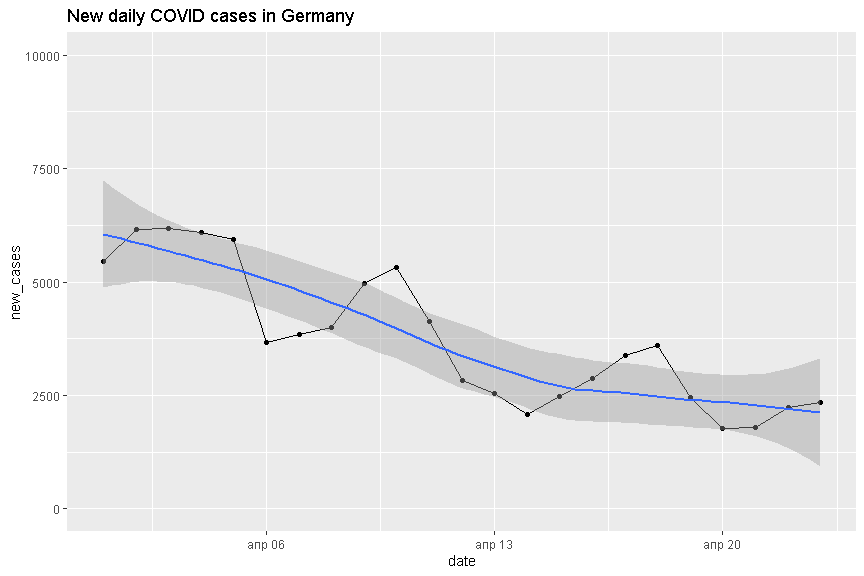 New daily COVID cases in Germany
10000
7500
5000
2500
0
new_cases
апр 06
апр 13
апр 20
date